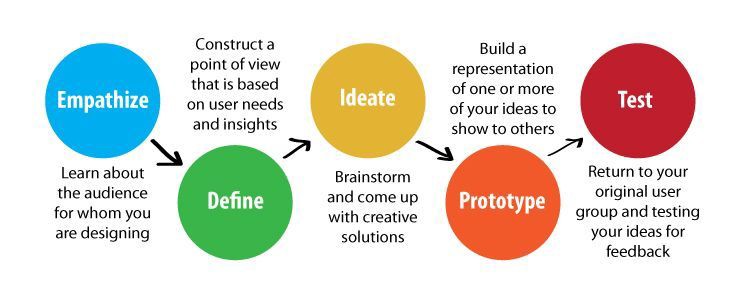 Empathize
Learn about
the audience
for whom you
are designing
Construct a
point of view
that is based
on user needs
and insights
Define
Ideate
Brainstorm
and come up
with creative
solutions
Build a
representation
of one or more
of your ideas to
show to others
Prototype
Test
Return to your
original user
group and testing
your ideas for
feedback